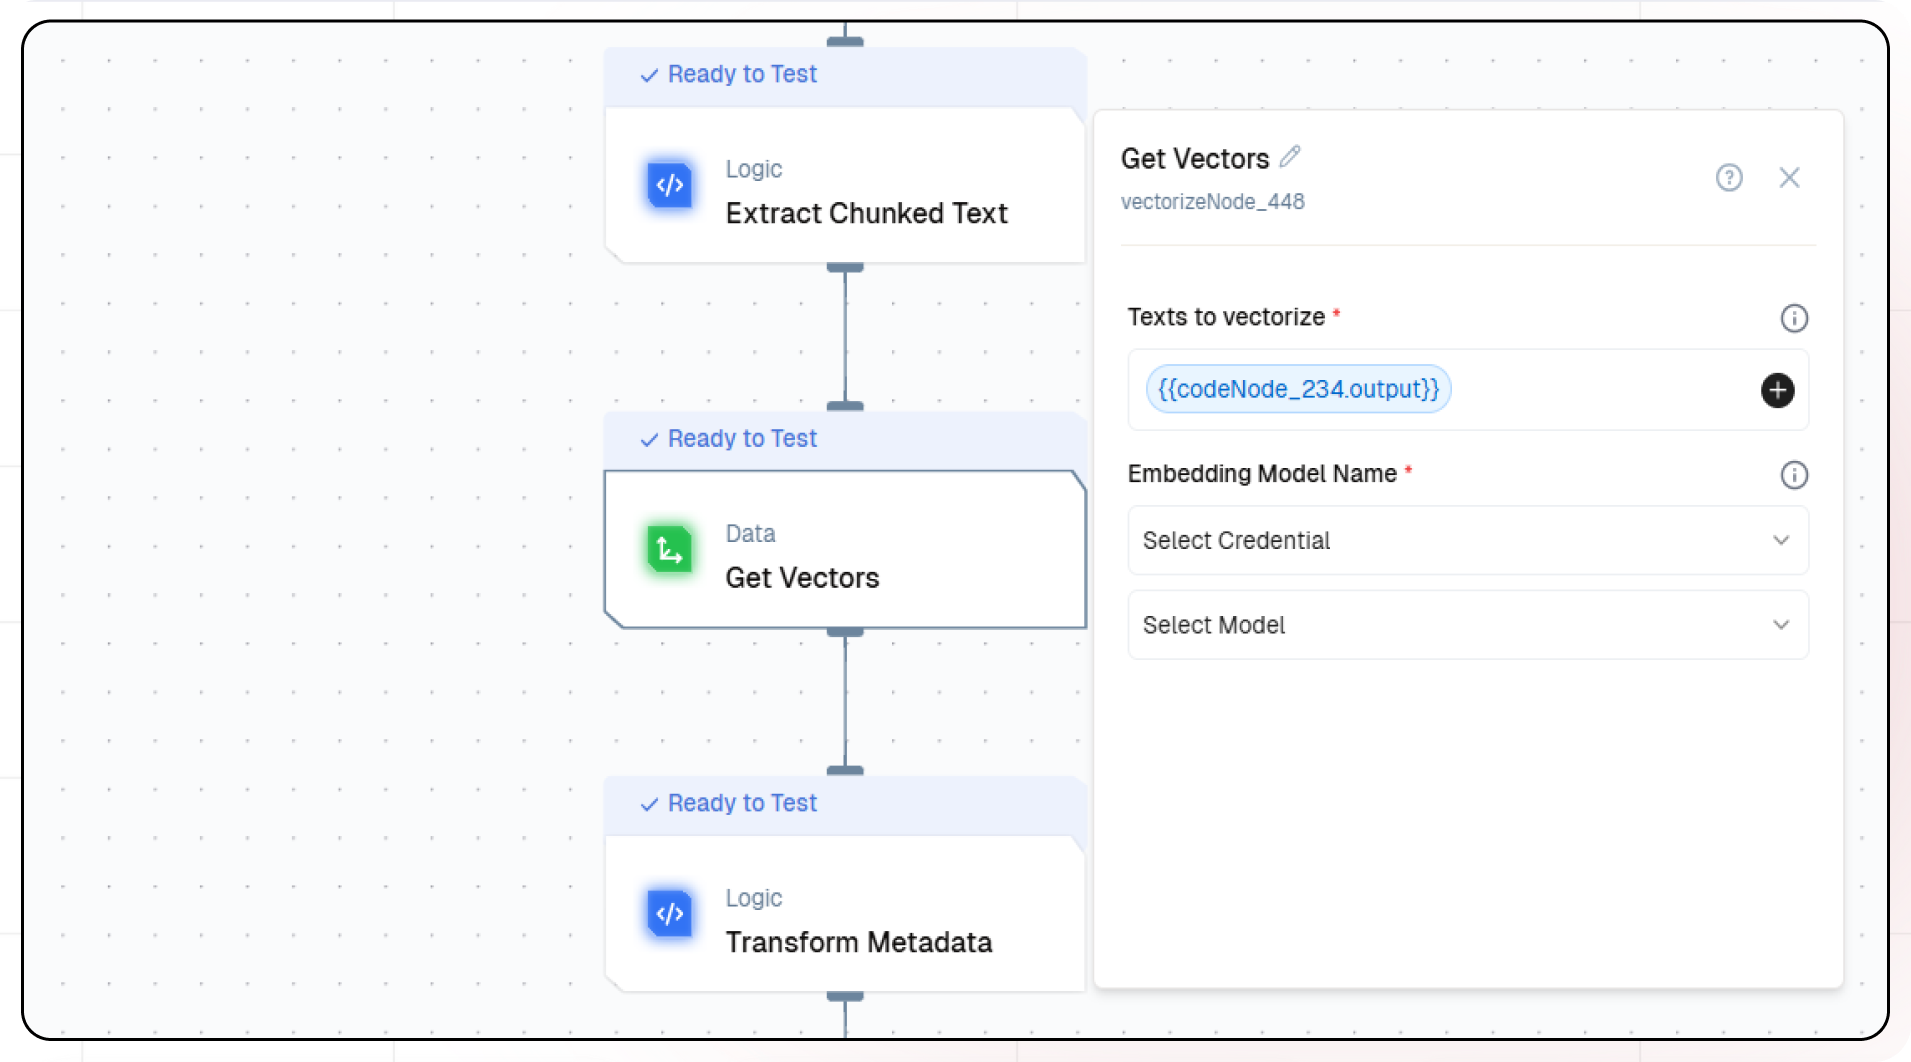 Ready to Test
Logic
Extract Chunked Text
Ready to Test
Data
Get Vectors
Ready to Test
Logic
Transform Metadata
Get Vectors
vectorizeNode_448
Texts to vectorize *
{{codeNode_234.output}}
Embedding Model Name *
Select Credential
Select Model